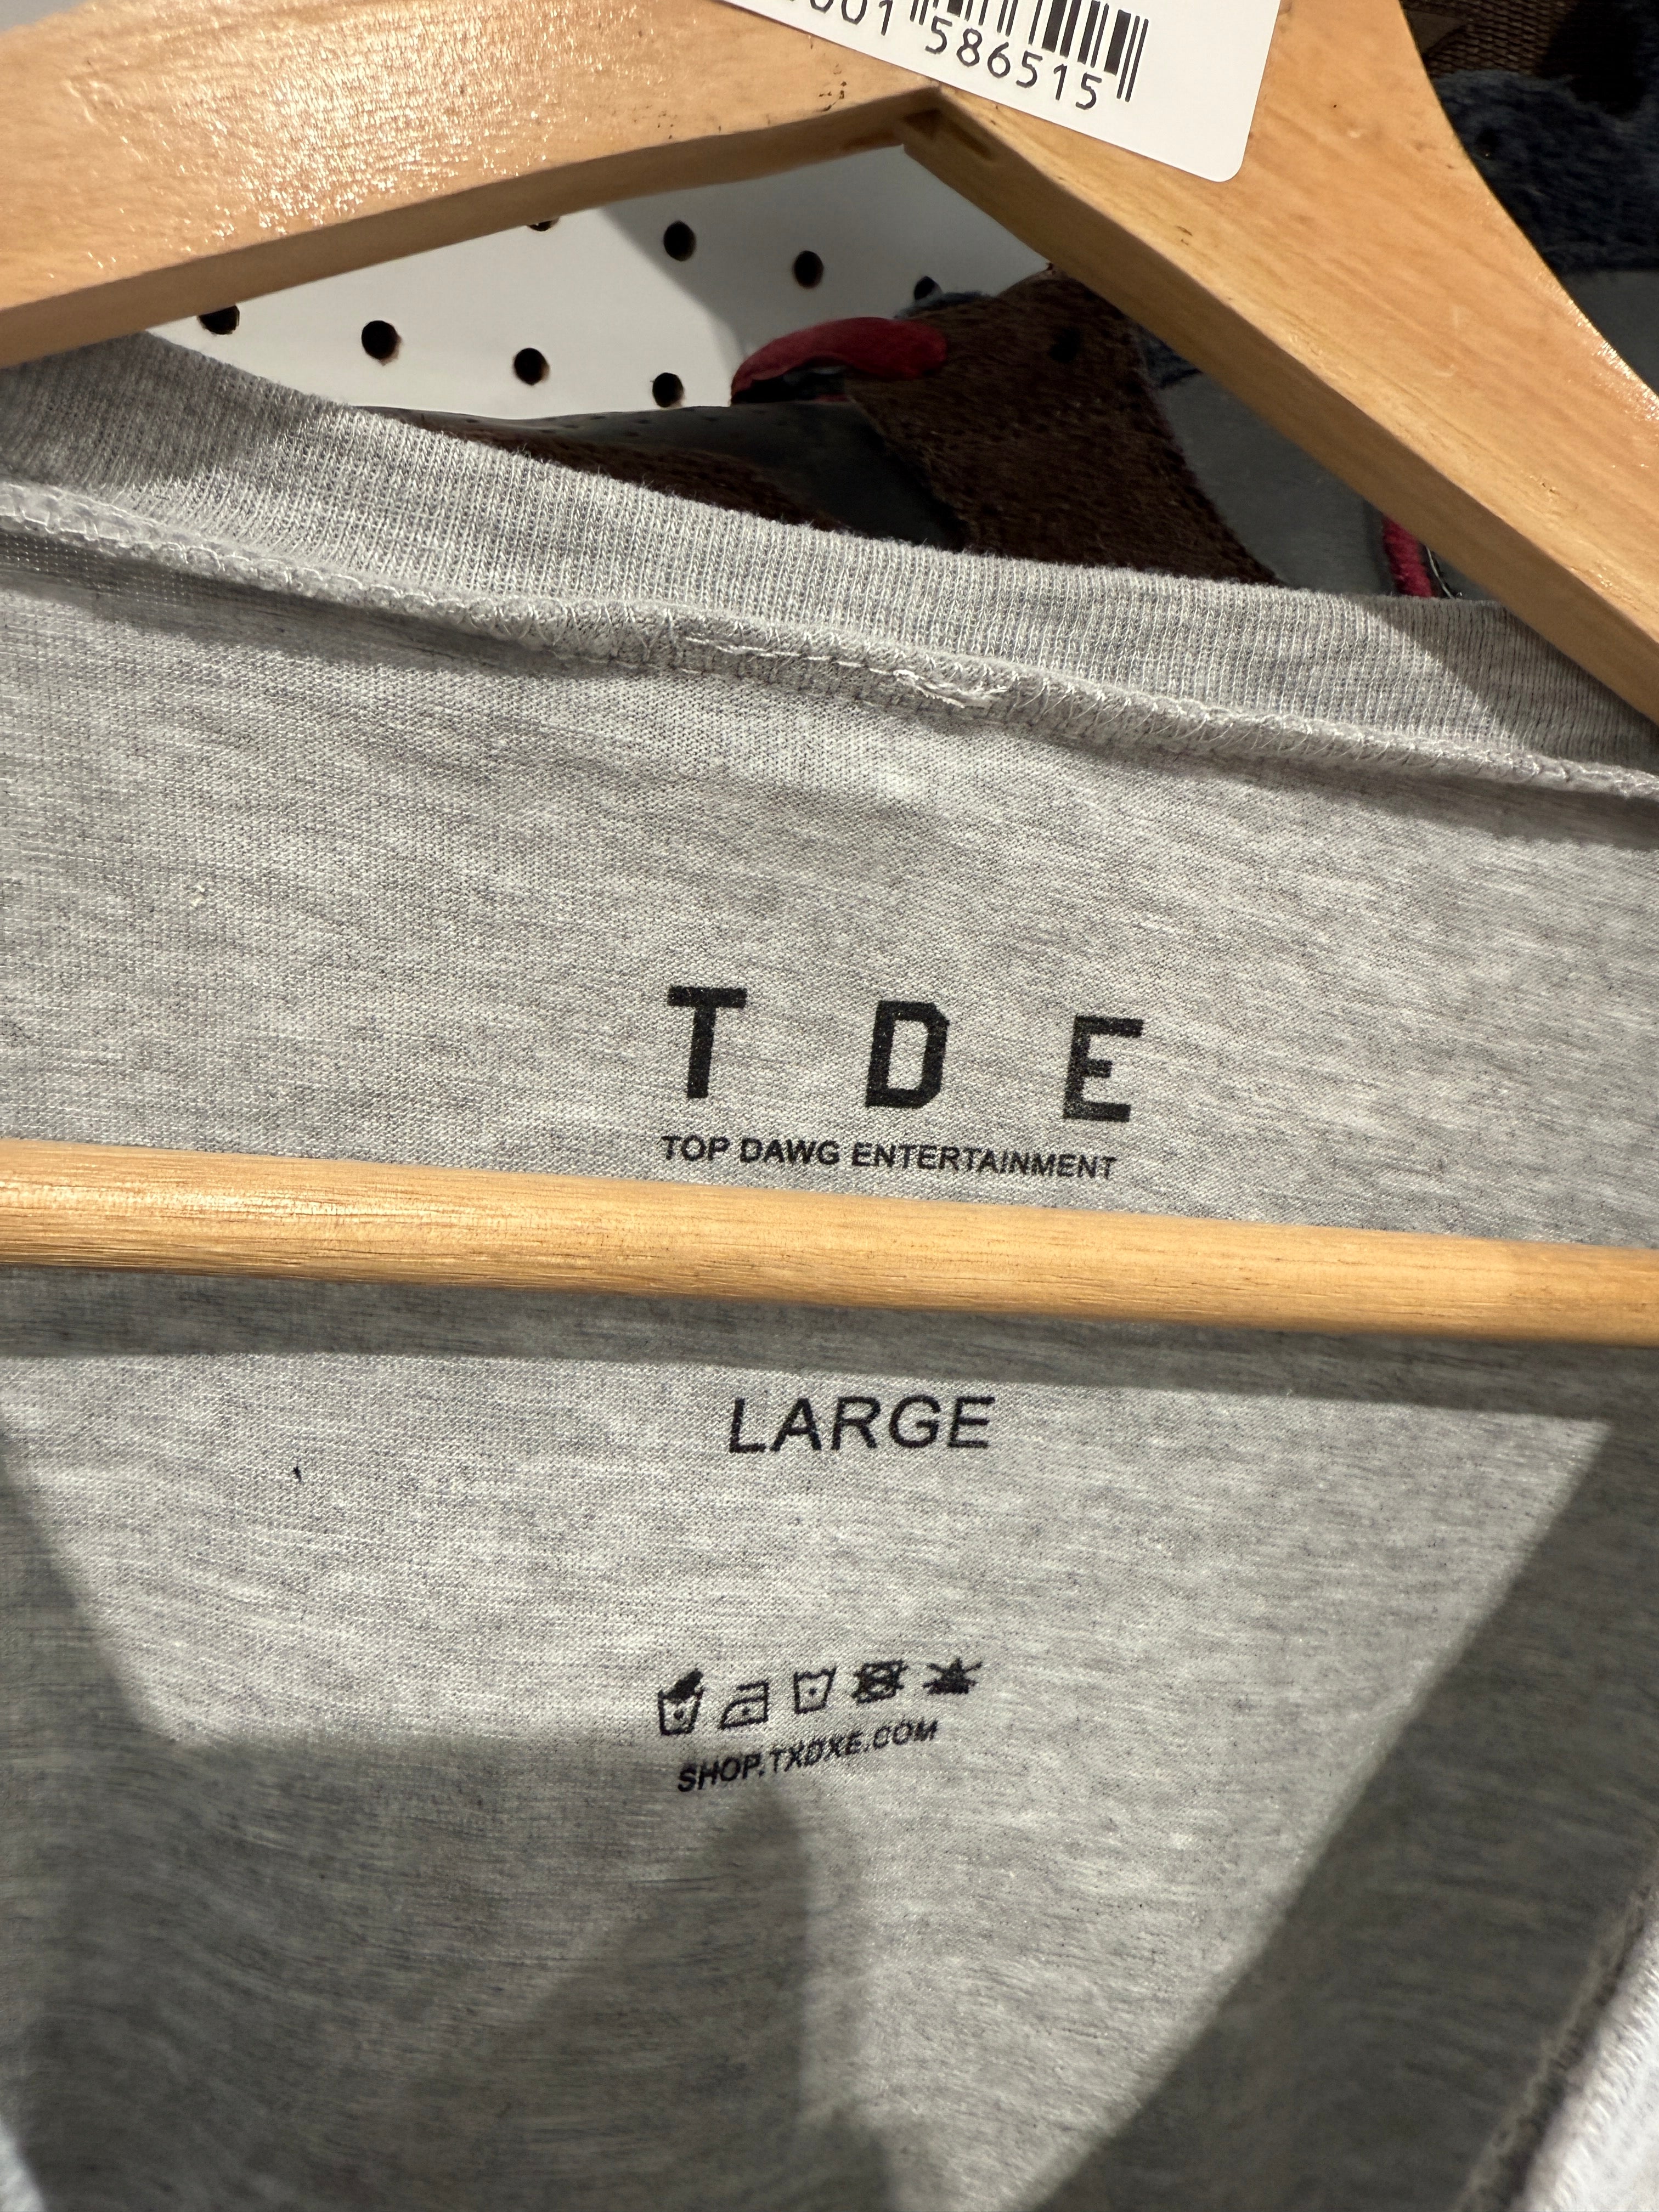 586515
T D E
TOP DAWG ENTERTAINMENT
LARGE
SHOP.TXDXE.COM